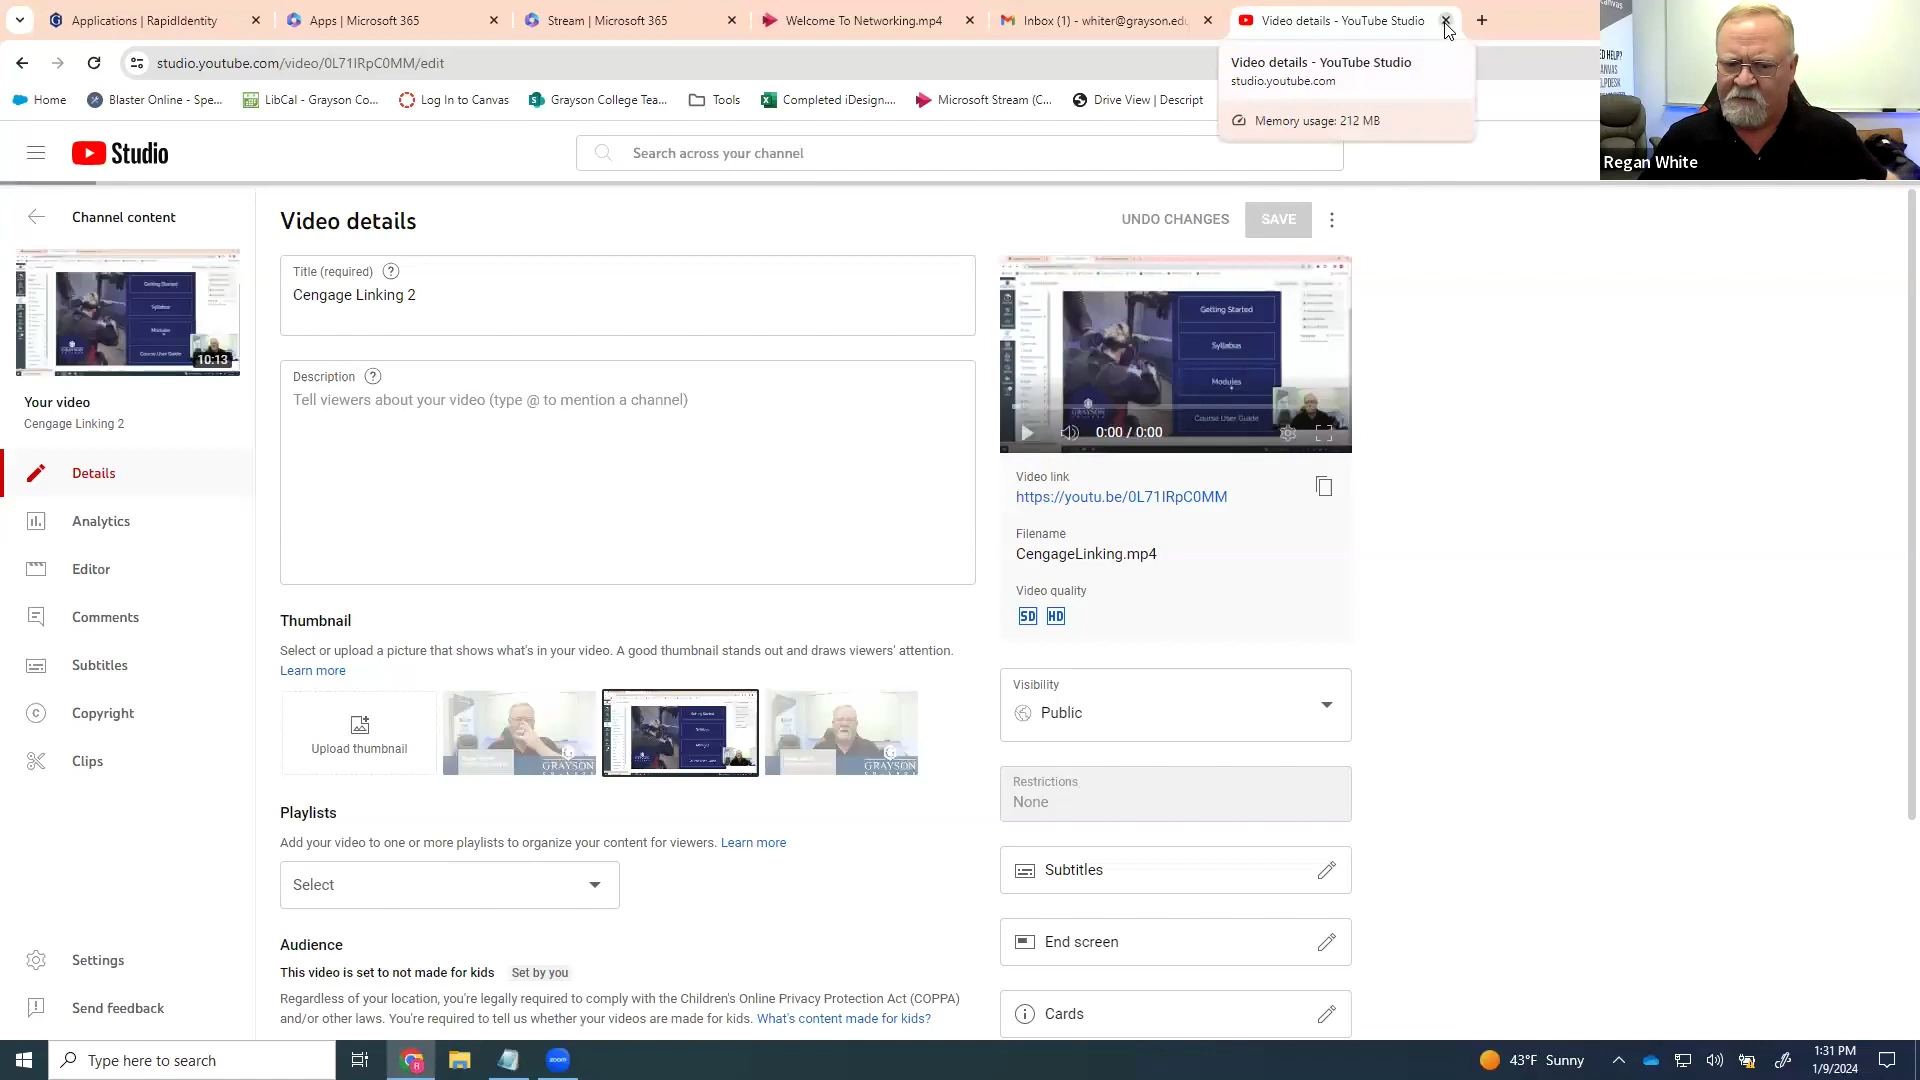 Applications | RapidIdentity
Apps | Microsoft 365
Stream | Microsoft 365
Welcome To Networking.mp4
Inbox (1) - whiter@grayson.edu
Video details - YouTube Studio
studio.youtube.com/video/0L71IRpC0MM/edit
Video details - YouTube Studio
studio.youtube.com
Memory usage: 212 MB
Home
Blaster Online - Spe...
LibCal - Grayson Co...
Log In to Canvas
Grayson College Tea...
Tools
Completed iDesign....
Microsoft Stream (C...
Drive View | Descript
Regan White
Studio
Search across your channel
Channel content
10:13
Your video
Cengage Linking 2
Details
Analytics
Editor
Comments
Subtitles
Copyright
Clips
Settings
Send feedback
Video details
UNDO CHANGES
SAVE
Title (required)
Cengage Linking 2
Description
Tell viewers about your video (type @ to mention a channel)
Thumbnail
Select or upload a picture that shows what's in your video. A good thumbnail stands out and draws viewers' attention.
Learn more
Upload thumbnail
GRAYSON
GRAYSON
Playlists
Add your video to one or more playlists to organize your content for viewers. Learn more
Select
Audience
This video is set to not made for kids Set by you
Regardless of your location, you're legally required to comply with the Children's Online Privacy Protection Act (COPPA)
and/or other laws. You're required to tell us whether your videos are made for kids. What's content made for kids?
Getting Started
Syllabus
Modules
Course User Guide
0:00 / 0:00
Video link
https://youtu.be/0L71IRpC0MM
Filename
CengageLinking.mp4
Video quality
SD HD
Visibility
Public
Restrictions
None
Subtitles
End screen
Cards
Type here to search
zoom
43°F Sunny
1:31 PM
1/9/2024